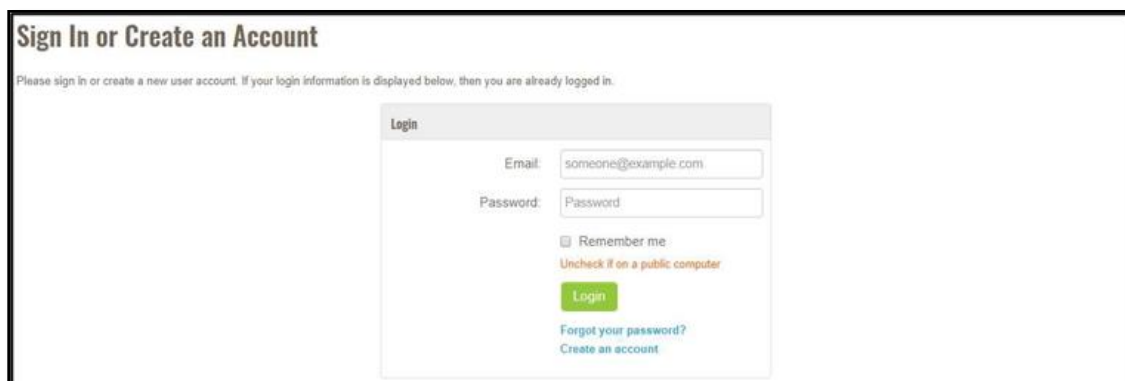 Sign In or Create an Account
Please sign in or create a new user account. If your login information is displayed below, then you are already logged in.
Login
Email:
someone@example.com
Password:
Password
Remember me
Uncheck if on a public computer
Login
Forgot your password?
Create an account